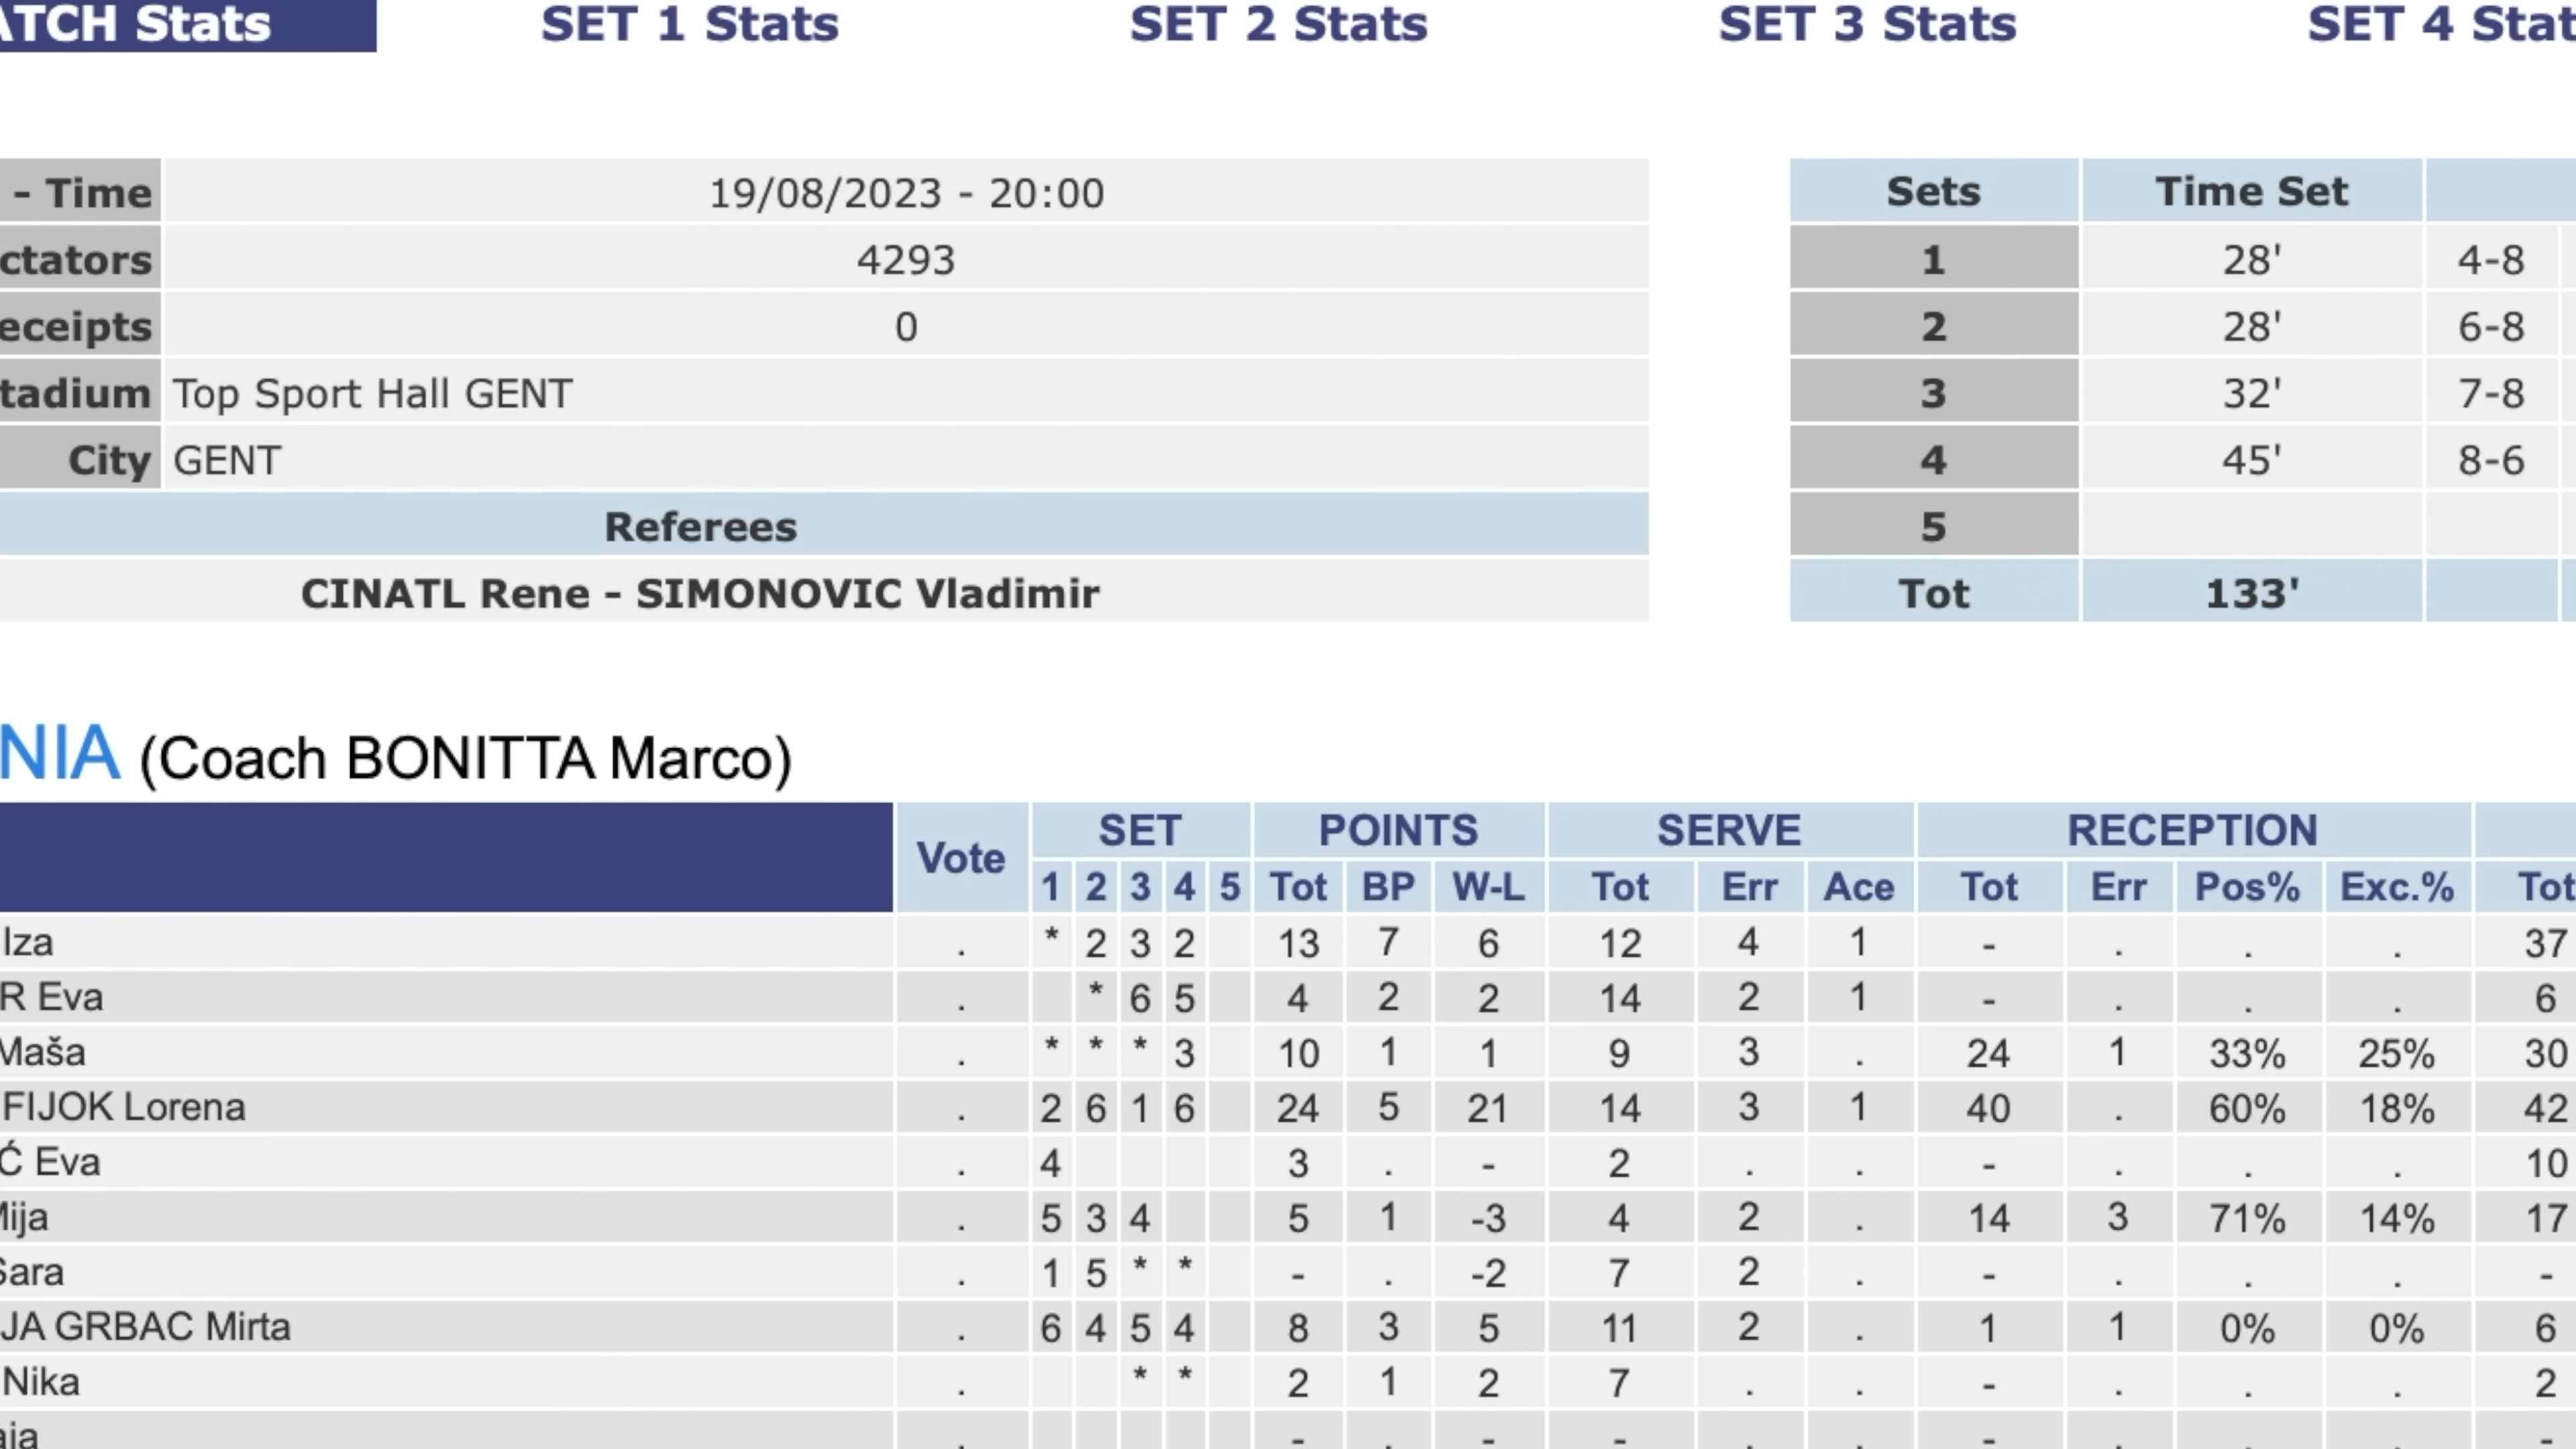 ATCH Stats SET 1 Stats SET 2 Stats SET 3 Stats SET 4 Stat
- Time 19/08/2023 - 20:00
ctators 4293
eceipts 0
tadium Top Sport Hall GENT
City GENT
Referees
CINATL Rene - SIMONOVIC Vladimir
Sets Time Set
1 28' 4-8
2 28' 6-8
3 32' 7-8
4 45' 8-6
5
Tot 133'
NIA (Coach BONITTA Marco)
Vote SET POINTS SERVE RECEPTION
1 2 3 4 5 Tot BP W-L Tot Err Ace Tot Err Pos% Exc.% Tot
Iza . * 2 3 2 13 7 6 12 4 1 - . . . 37
R Eva . * 6 5 4 2 2 14 2 1 - . . . 6
Maša . * * * 3 10 1 1 9 3 . 24 1 33% 25% 30
FIJOK Lorena . 2 6 1 6 24 5 21 14 3 1 40 . 60% 18% 42
Ć Eva . 4 3 . - 2 . . - . . . 10
Mija . 5 3 4 5 1 -3 4 2 . 14 3 71% 14% 17
Sara . 1 5 * * - . -2 7 2 . - . . . -
JA GRBAC Mirta . 6 4 5 4 8 3 5 11 2 . 1 1 0% 0% 6
Nika . * * 2 1 2 7 . . - . . . 2
aja . - . - - . . - . . . -